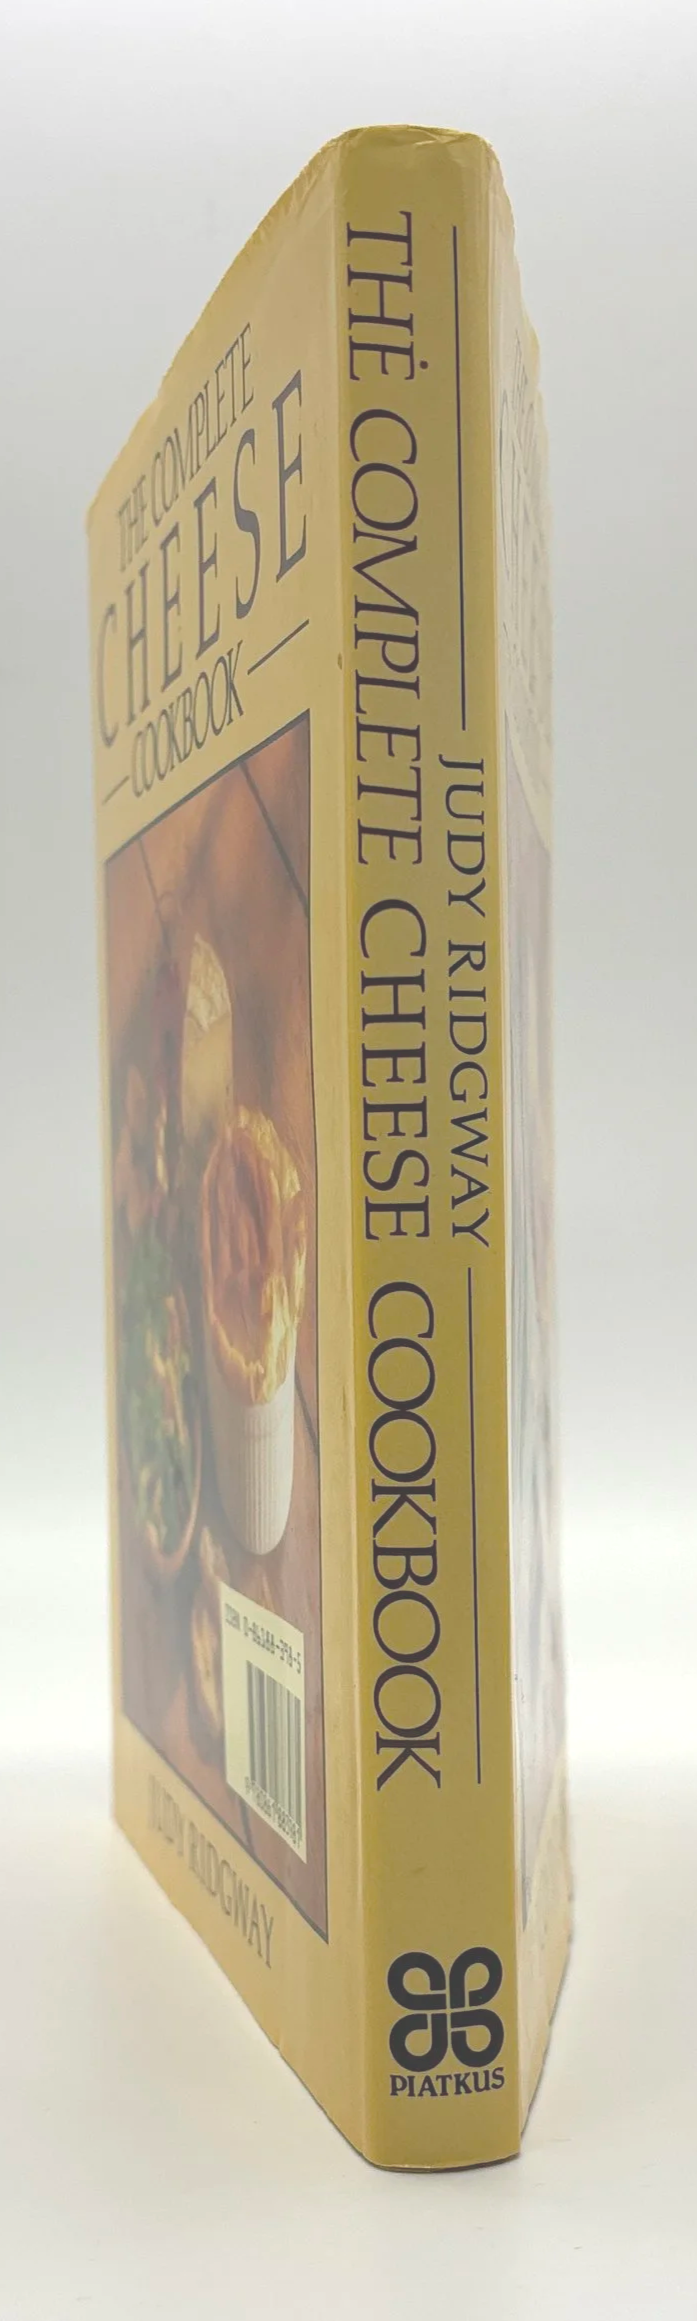 THE COMPLETE
CHEESE
COOKBOOK
JUDY RIDGWAY
THE COMPLETE CHEESE COOKBOOK
JUDY RIDGWAY
PIATKUS